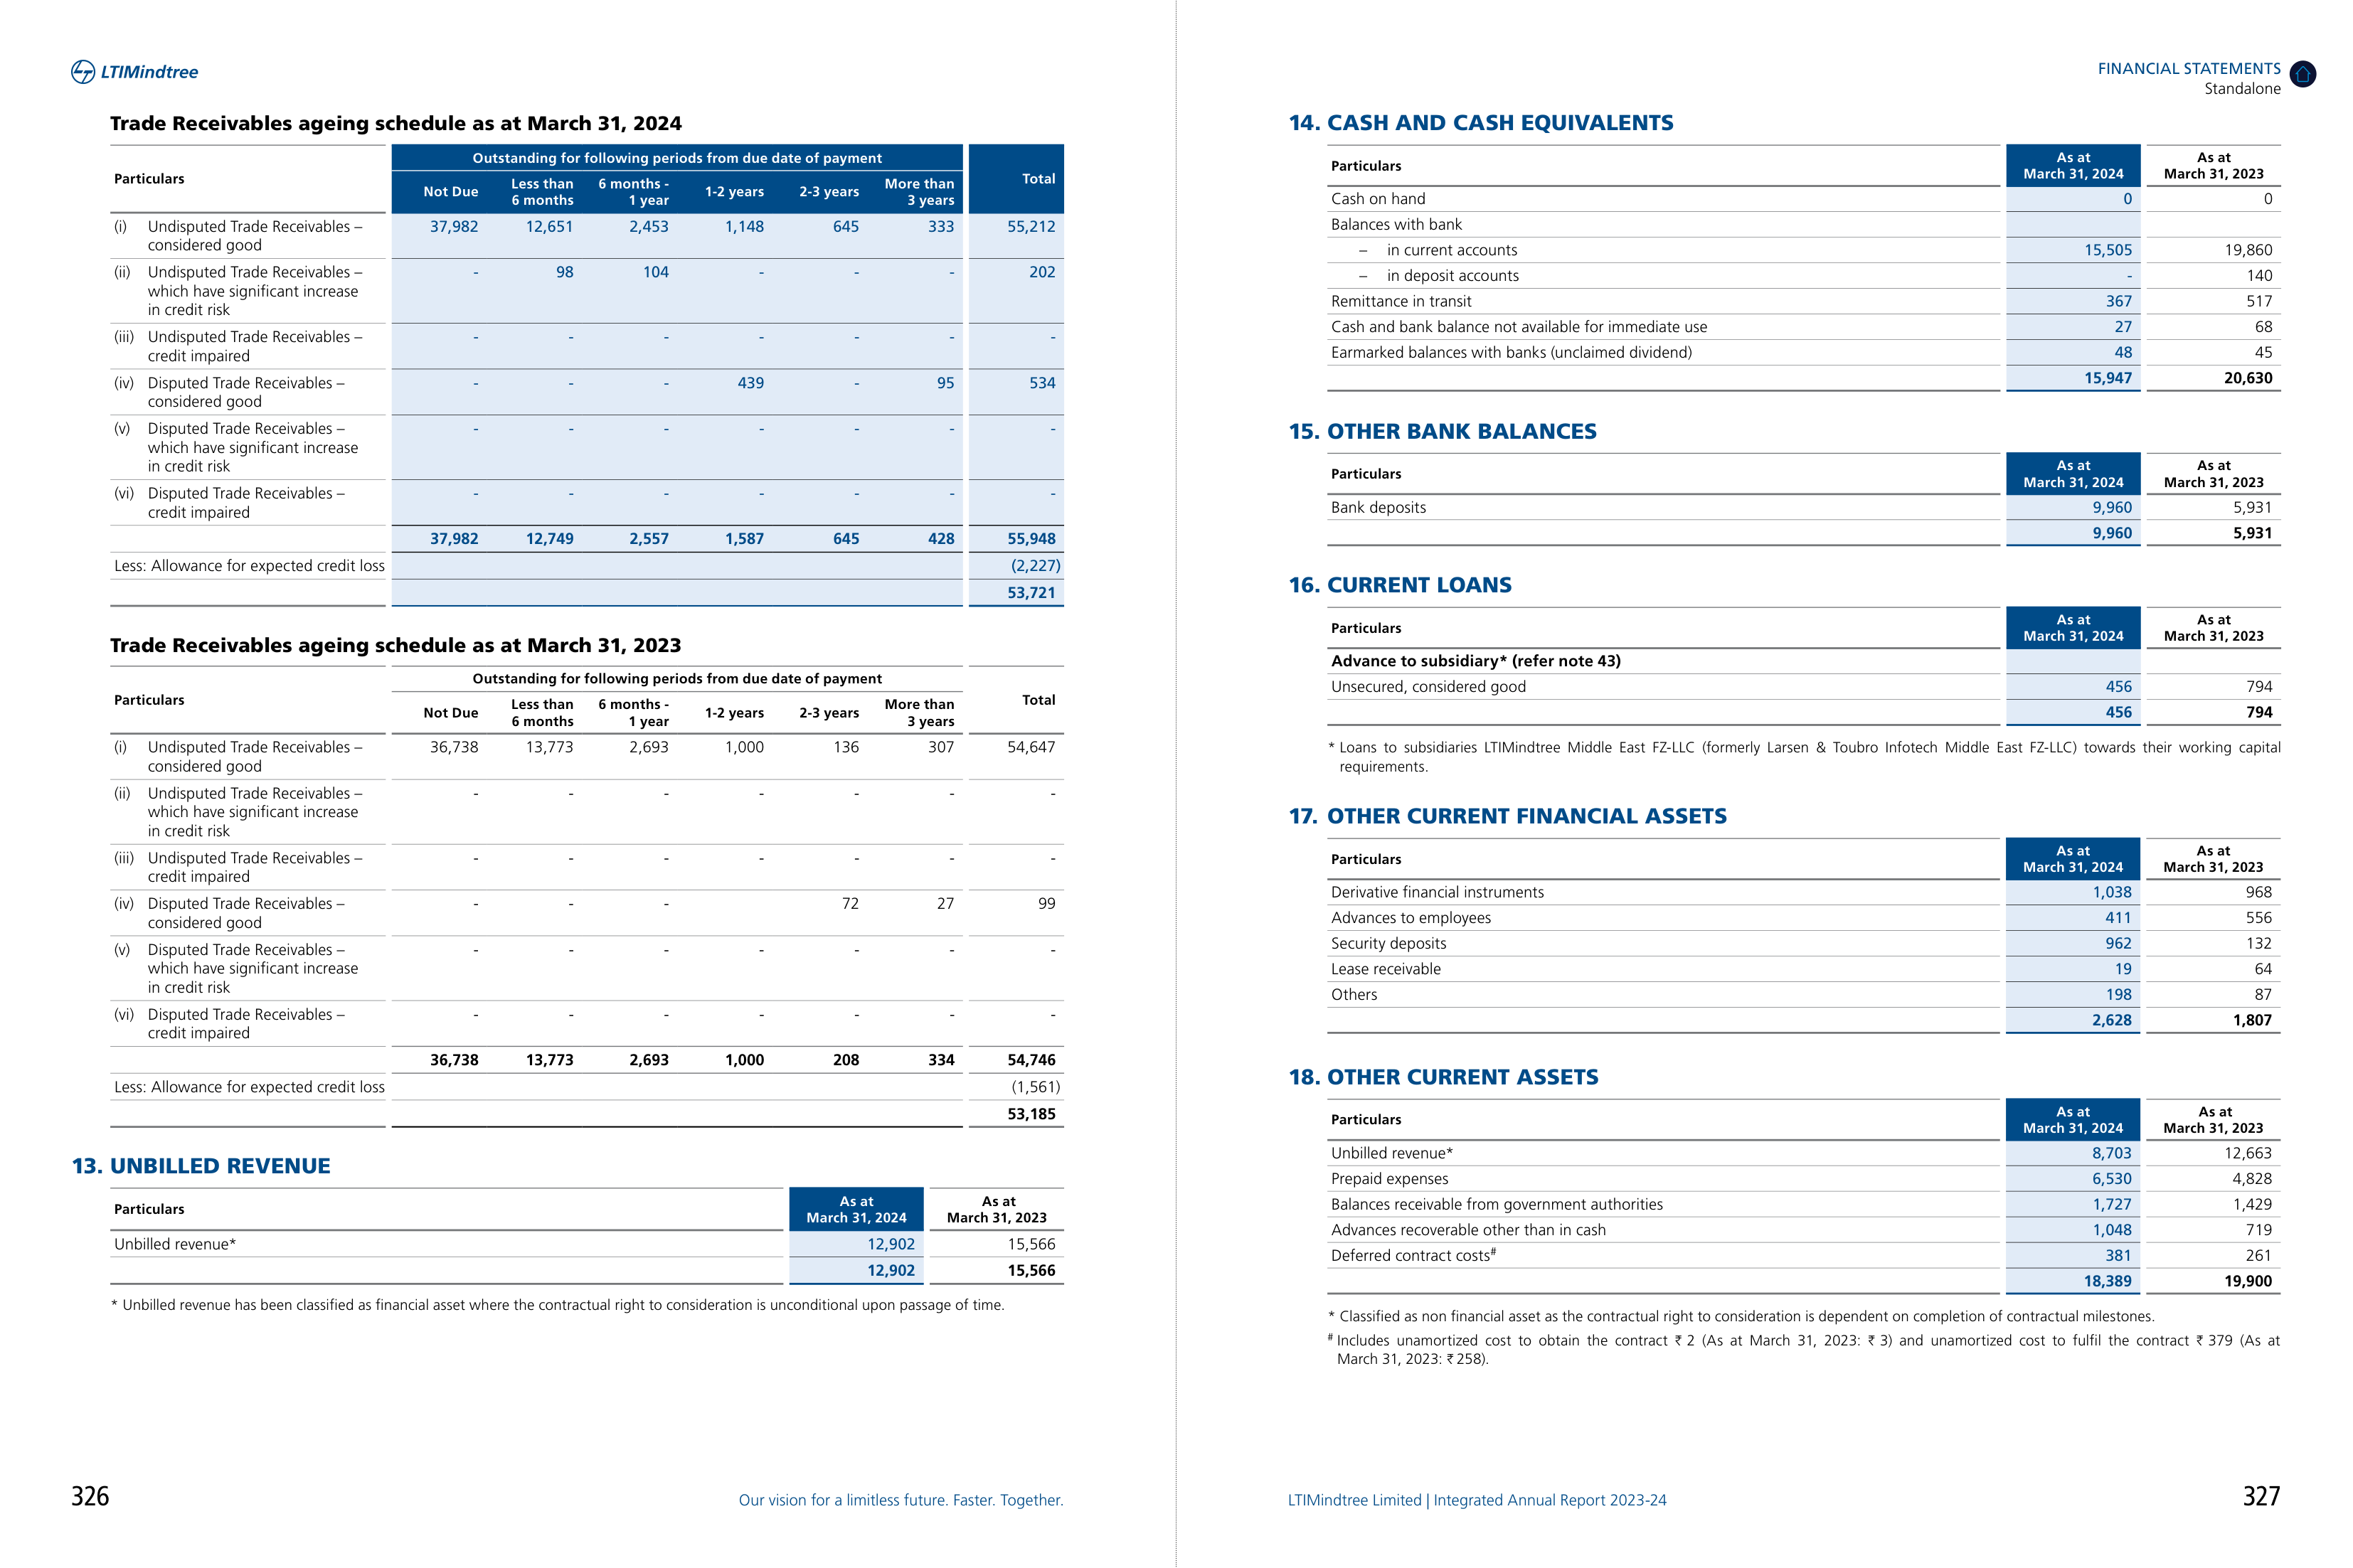 LTIMindtree
Trade Receivables ageing schedule as at March 31, 2024
Particulars
Outstanding for following periods from due date of payment
Total
Not Due
Less than 6 months
6 months - 1 year
1-2 years
2-3 years
More than 3 years
(i) Undisputed Trade Receivables – considered good 37,982 12,651 2,453 1,148 645 333 55,212
(ii) Undisputed Trade Receivables – which have significant increase in credit risk - 98 104 - - - 202
(iii) Undisputed Trade Receivables – credit impaired - - - - - - -
(iv) Disputed Trade Receivables – considered good - - - 439 - 95 534
(v) Disputed Trade Receivables – which have significant increase in credit risk - - - - - - -
(vi) Disputed Trade Receivables – credit impaired - - - - - - -
37,982 12,749 2,557 1,587 645 428 55,948
Less: Allowance for expected credit loss (2,227)
53,721
Trade Receivables ageing schedule as at March 31, 2023
Particulars
Outstanding for following periods from due date of payment
Total
Not Due
Less than 6 months
6 months - 1 year
1-2 years
2-3 years
More than 3 years
(i) Undisputed Trade Receivables – considered good 36,738 13,773 2,693 1,000 136 307 54,647
(ii) Undisputed Trade Receivables – which have significant increase in credit risk - - - - - - -
(iii) Undisputed Trade Receivables – credit impaired - - - - - - -
(iv) Disputed Trade Receivables – considered good - - - 72 27 99
(v) Disputed Trade Receivables – which have significant increase in credit risk - - - - - - -
(vi) Disputed Trade Receivables – credit impaired - - - - - - -
36,738 13,773 2,693 1,000 208 334 54,746
Less: Allowance for expected credit loss (1,561)
53,185
13. UNBILLED REVENUE
Particulars As at March 31, 2024 As at March 31, 2023
Unbilled revenue* 12,902 15,566
12,902 15,566
* Unbilled revenue has been classified as financial asset where the contractual right to consideration is unconditional upon passage of time.
326
Our vision for a limitless future. Faster. Together.
FINANCIAL STATEMENTS
Standalone
14. CASH AND CASH EQUIVALENTS
Particulars As at March 31, 2024 As at March 31, 2023
Cash on hand 0 0
Balances with bank
– in current accounts 15,505 19,860
– in deposit accounts - 140
Remittance in transit 367 517
Cash and bank balance not available for immediate use 27 68
Earmarked balances with banks (unclaimed dividend) 48 45
15,947 20,630
15. OTHER BANK BALANCES
Particulars As at March 31, 2024 As at March 31, 2023
Bank deposits 9,960 5,931
9,960 5,931
16. CURRENT LOANS
Particulars As at March 31, 2024 As at March 31, 2023
Advance to subsidiary* (refer note 43)
Unsecured, considered good 456 794
456 794
* Loans to subsidiaries LTIMindtree Middle East FZ-LLC (formerly Larsen & Toubro Infotech Middle East FZ-LLC) towards their working capital
requirements.
17. OTHER CURRENT FINANCIAL ASSETS
Particulars As at March 31, 2024 As at March 31, 2023
Derivative financial instruments 1,038 968
Advances to employees 411 556
Security deposits 962 132
Lease receivable 19 64
Others 198 87
2,628 1,807
18. OTHER CURRENT ASSETS
Particulars As at March 31, 2024 As at March 31, 2023
Unbilled revenue* 8,703 12,663
Prepaid expenses 6,530 4,828
Balances receivable from government authorities 1,727 1,429
Advances recoverable other than in cash 1,048 719
Deferred contract costs# 381 261
18,389 19,900
* Classified as non financial asset as the contractual right to consideration is dependent on completion of contractual milestones.
# Includes unamortized cost to obtain the contract ₹ 2 (As at March 31, 2023: ₹ 3) and unamortized cost to fulfil the contract ₹ 379 (As at
March 31, 2023: ₹ 258).
LTIMindtree Limited | Integrated Annual Report 2023-24
327